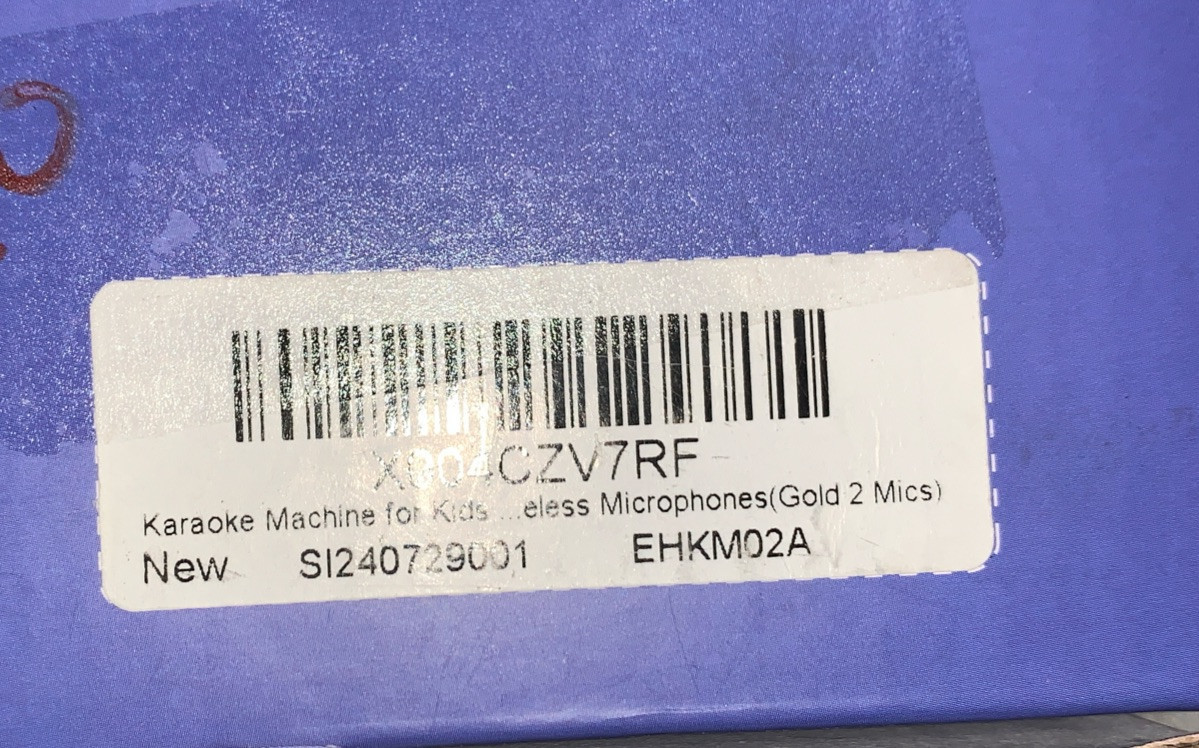 X004CZV7RF
Karaoke Machine for Kids ...eless Microphones(Gold 2 Mics)
New SI240729001 EHKM02A